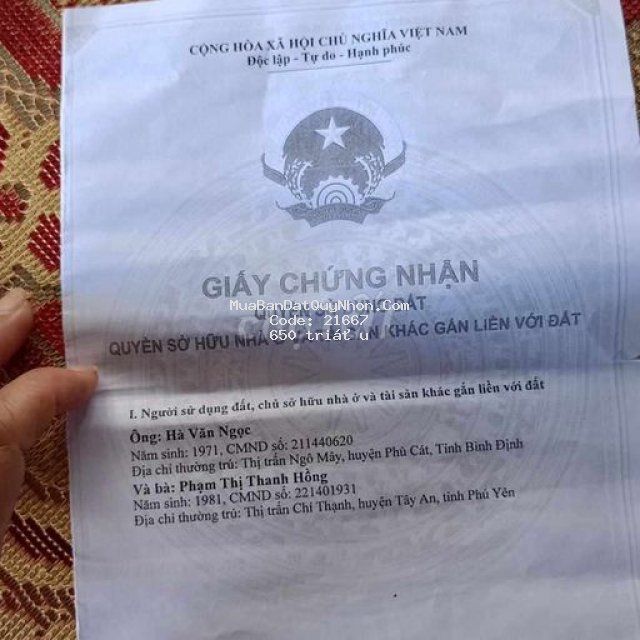 CỘNG HÒA XÃ HỘI CHỦ NGHĨA VIỆT NAM
Độc lập - Tự do - Hạnh phúc
GIẤY CHỨNG NHẬN
MuaBanDatQuyNhon.Com
Code: 21667
650 triất u
QUYỀN SỞ HỮU NHÀ KHÁC GẮN LIỀN VỚI ĐẤT
I. Người sử dụng đất, chủ sở hữu nhà ở và tài sản khác gắn liền với đất
Ông: Hà Văn Ngọc
Năm sinh: 1971, CMND số: 211440620
Địa chỉ thường trú: Thị trấn Ngô Mây, huyện Phù Cát, Tỉnh Bình Định
Và bà: Phạm Thị Thanh Hồng
Năm sinh: 1981, CMND số: 221401931
Địa chỉ thường trú: Thị trấn Chí Thạnh, huyện Tây An, tỉnh Phú Yên